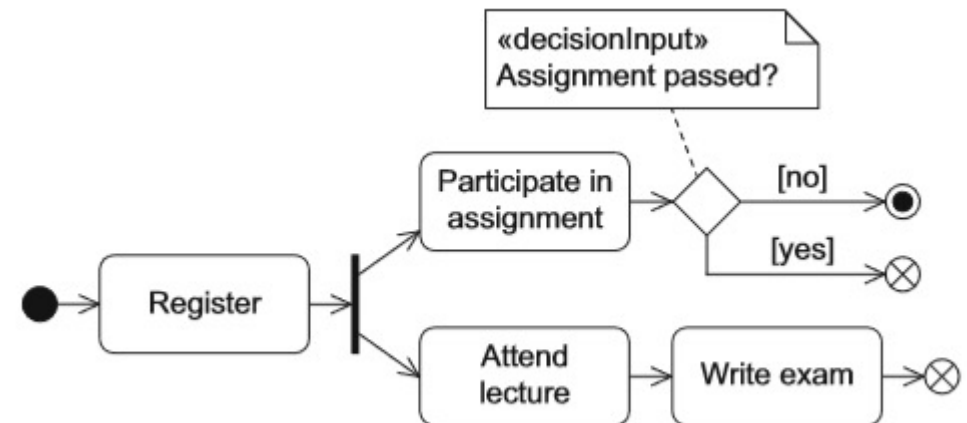 «decisionInput»
Assignment passed?
Participate in
assignment
[no]
[yes]
Register
Attend
lecture
Write exam